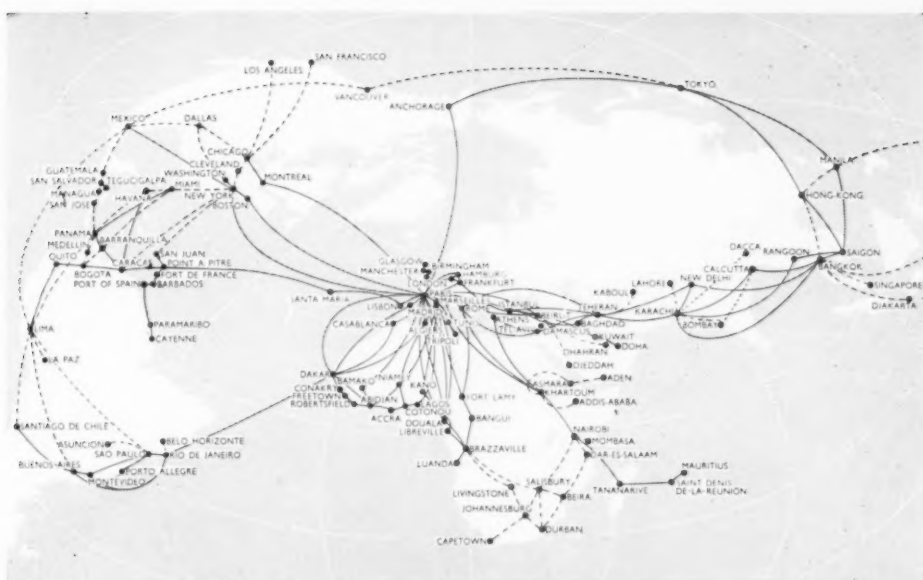 SAN FRANCISCO
LOS ANGELES
VANCOUVER
ANCHORAGE
TOKYO
MEXICO
DALLAS
CHICAGO
CLEVELAND
WASHINGTON
MONTREAL
NEW YORK
BOSTON
GUATEMALA
SAN SALVADOR
TEGUCIGALPA
MANAGUA
SAN JOSE
MIAMI
HAVANA
PANAMA
MEDELLIN
BARRANQUILLA
QUITO
BOGOTA
CARACAS
SAN JUAN
POINT A PITRE
FORT DE FRANCE
PORT OF SPAIN
BARBADOS
PARAMARIBO
CAYENNE
LIMA
LA PAZ
SANTIAGO DE CHILE
ASUNCION
BELO HORIZONTE
SAO PAULO
RIO DE JANEIRO
BUENOS-AIRES
PORTO ALLEGRE
MONTEVIDEO
GLASGOW
MANCHESTER
BIRMINGHAM
LONDON
HAMBURG
FRANKFURT
MARSEILLE
SANTA MARIA
LISBON
MADRID
CASABLANCA
ROME
TRIPOLI
ISTANBUL
ATHENS
BEIRUT
TEL AVIV
DAMASCUS
TEHERAN
BAGHDAD
KUWAIT
DHAHRAN
DOHA
DJEDDAH
KABOUL
LAHORE
NEW DELHI
KARACHI
BOMBAY
CALCUTTA
DACCA
RANGOON
BANGKOK
SAIGON
MANILA
HONG-KONG
SINGAPORE
DJAKARTA
DAKAR
BAMAKO
NIAMEY
CONAKRY
FREETOWN
ROBERTSFIELD
ABIDJAN
ACCRA
KANO
LAGOS
COTONOU
DOUALA
LIBREVILLE
FORT LAMY
BANGUI
BRAZZAVILLE
LUANDA
ASMARA
ADEN
KHARTOUM
ADDIS-ABABA
NAIROBI
MOMBASA
DAR-ES-SALAAM
MAURITIUS
TANANARIVE
SAINT DENIS
DE-LA-REUNION
LIVINGSTONE
SALISBURY
BEIRA
JOHANNESBURG
DURBAN
CAPETOWN